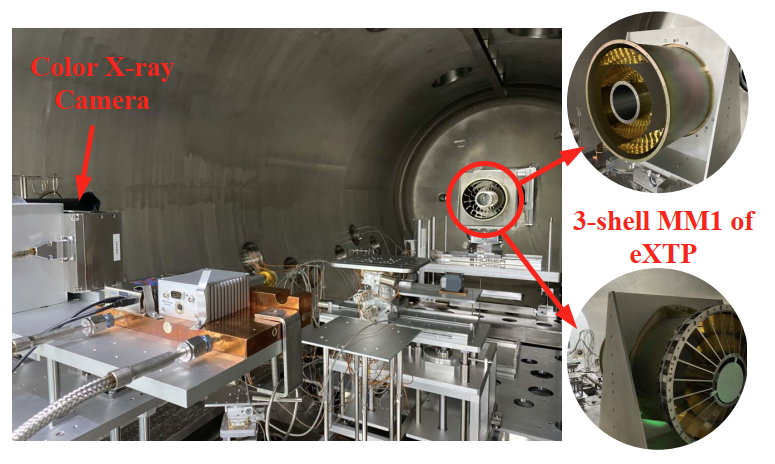 Color X-ray
Camera
3-shell MM1 of
eXTP